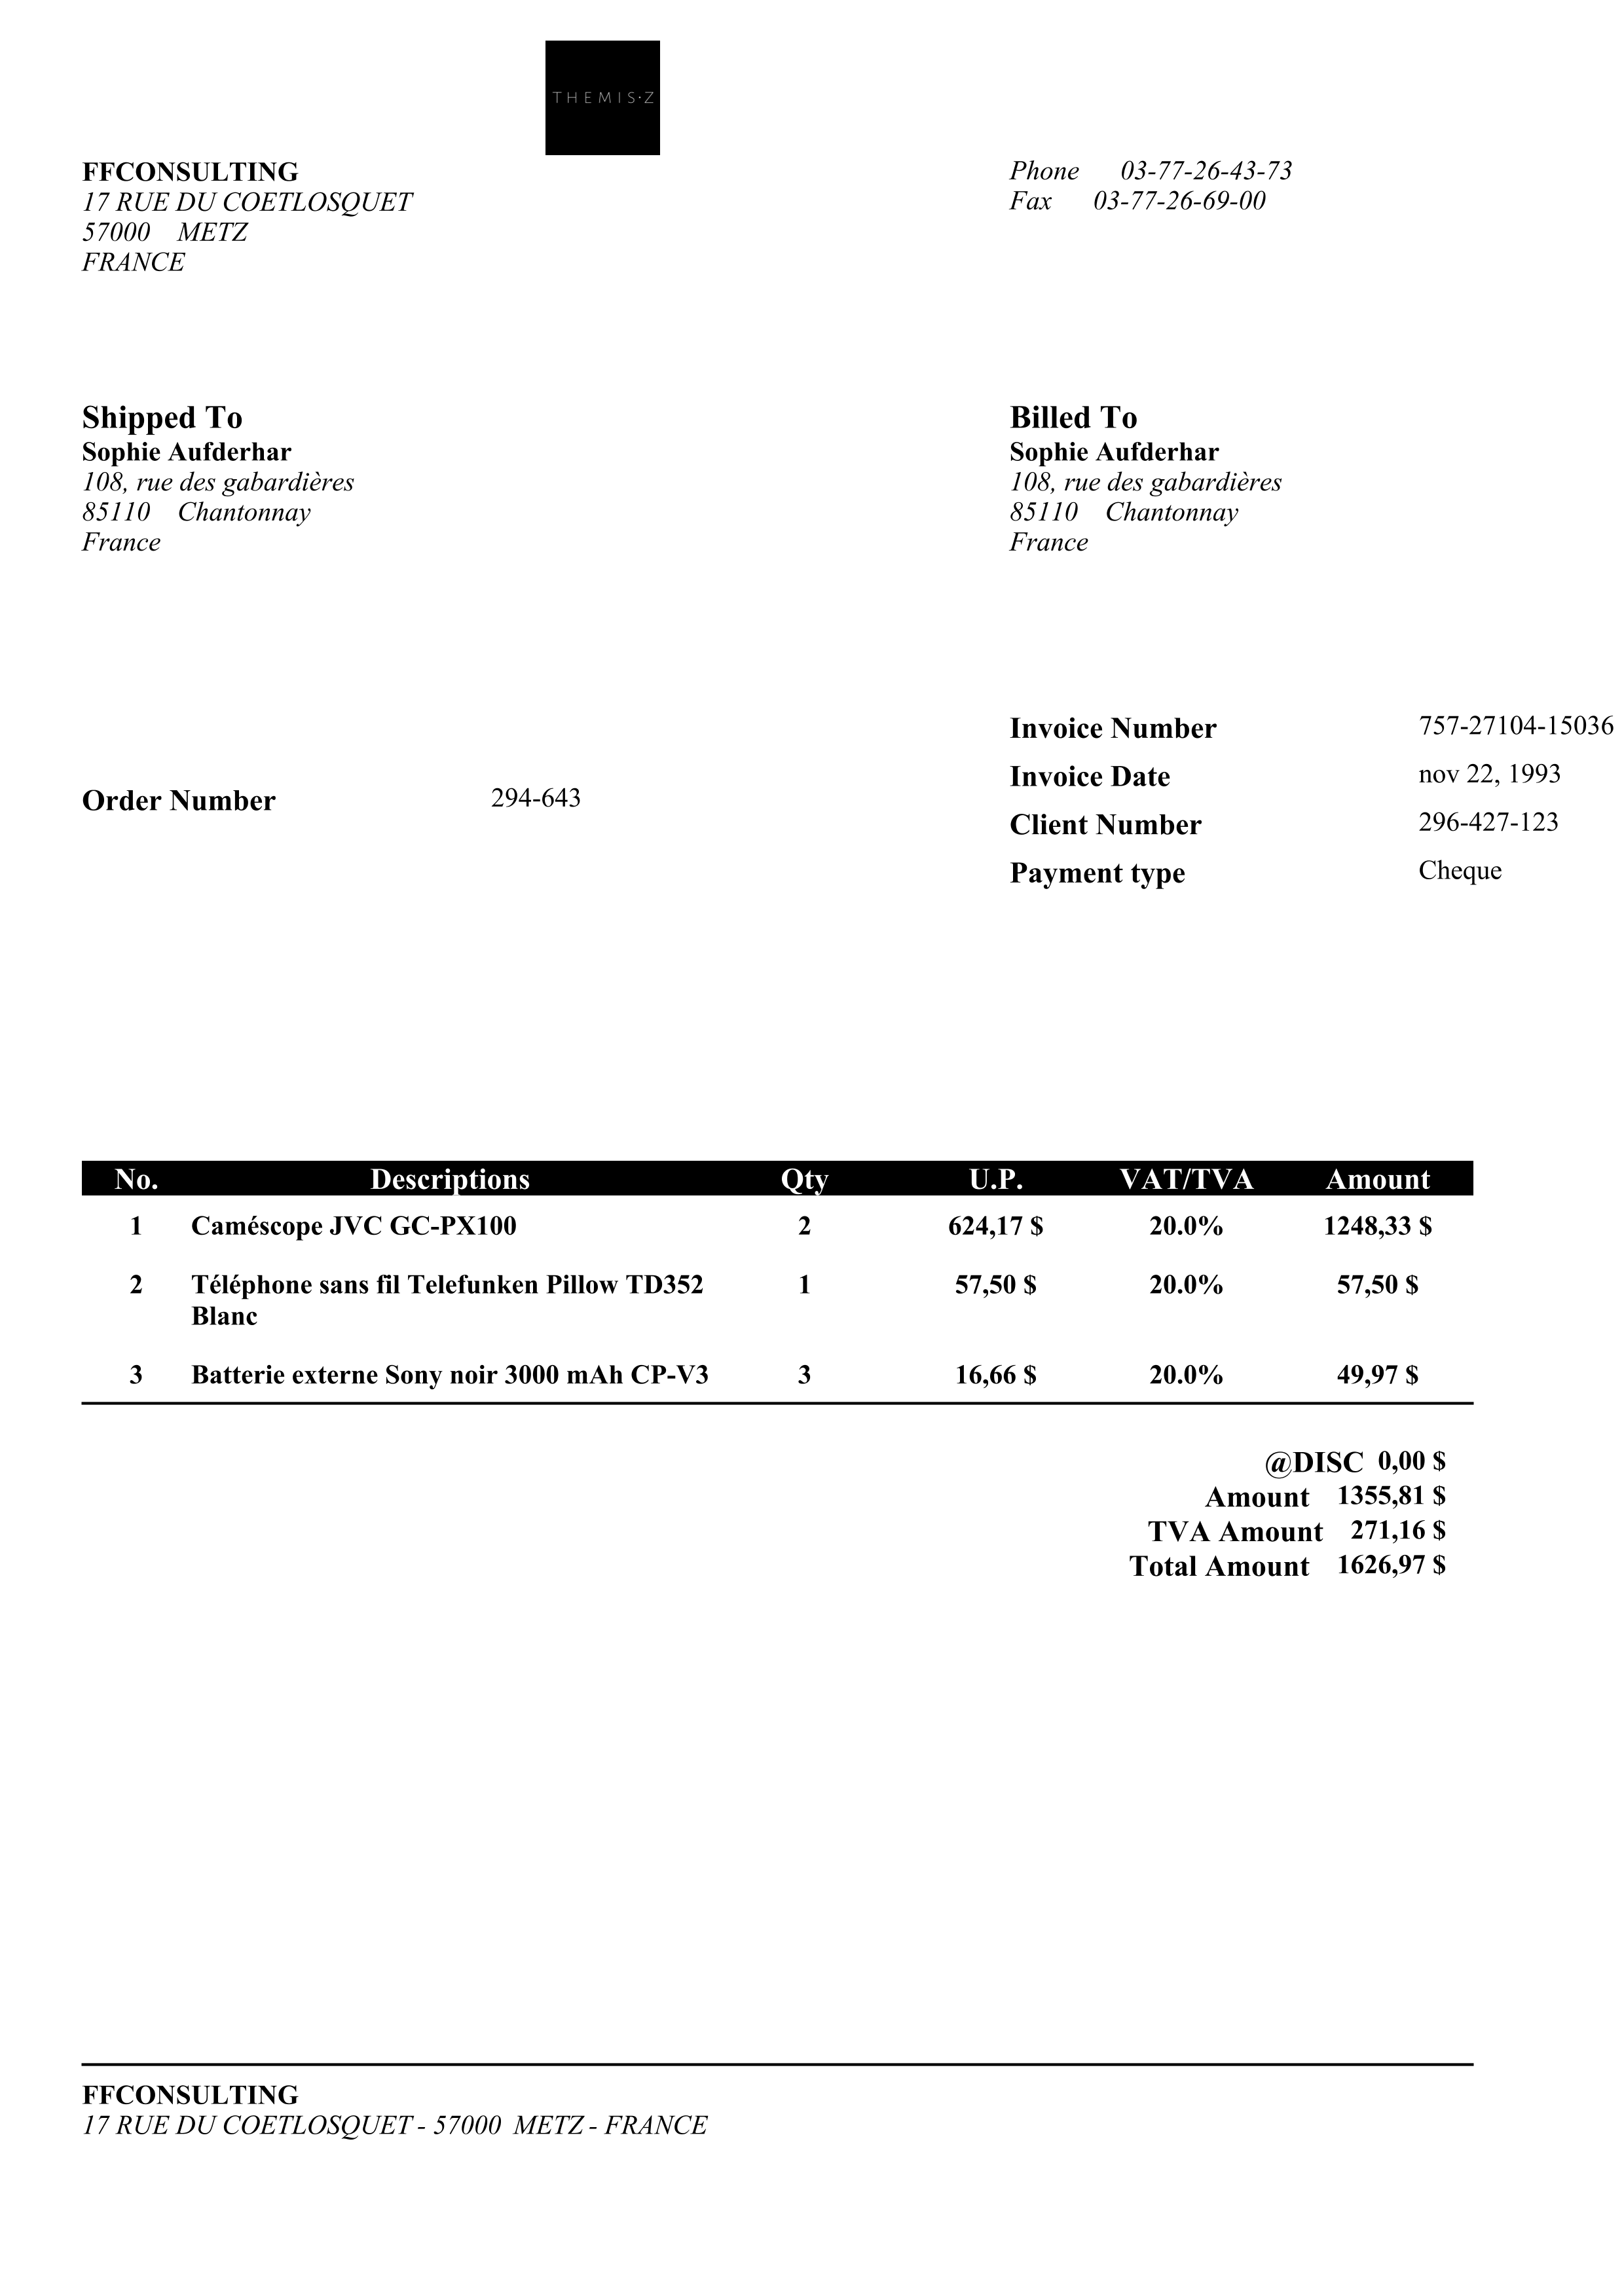 THEMIS·Z
FFCONSULTING
17 RUE DU COETLOSQUET
57000 METZ
FRANCE
Phone 03-77-26-43-73
Fax 03-77-26-69-00
Shipped To
Sophie Aufderhar
108, rue des gabardières
85110 Chantonnay
France
Billed To
Sophie Aufderhar
108, rue des gabardières
85110 Chantonnay
France
Order Number 294-643
Invoice Number 757-27104-15036
Invoice Date nov 22, 1993
Client Number 296-427-123
Payment type Cheque
No. Descriptions Qty U.P. VAT/TVA Amount
1 Caméscope JVC GC-PX100 2 624,17 $ 20.0% 1248,33 $
2 Téléphone sans fil Telefunken Pillow TD352 1 57,50 $ 20.0% 57,50 $
Blanc
3 Batterie externe Sony noir 3000 mAh CP-V3 3 16,66 $ 20.0% 49,97 $
@DISC 0,00 $
Amount 1355,81 $
TVA Amount 271,16 $
Total Amount 1626,97 $
FFCONSULTING
17 RUE DU COETLOSQUET - 57000 METZ - FRANCE